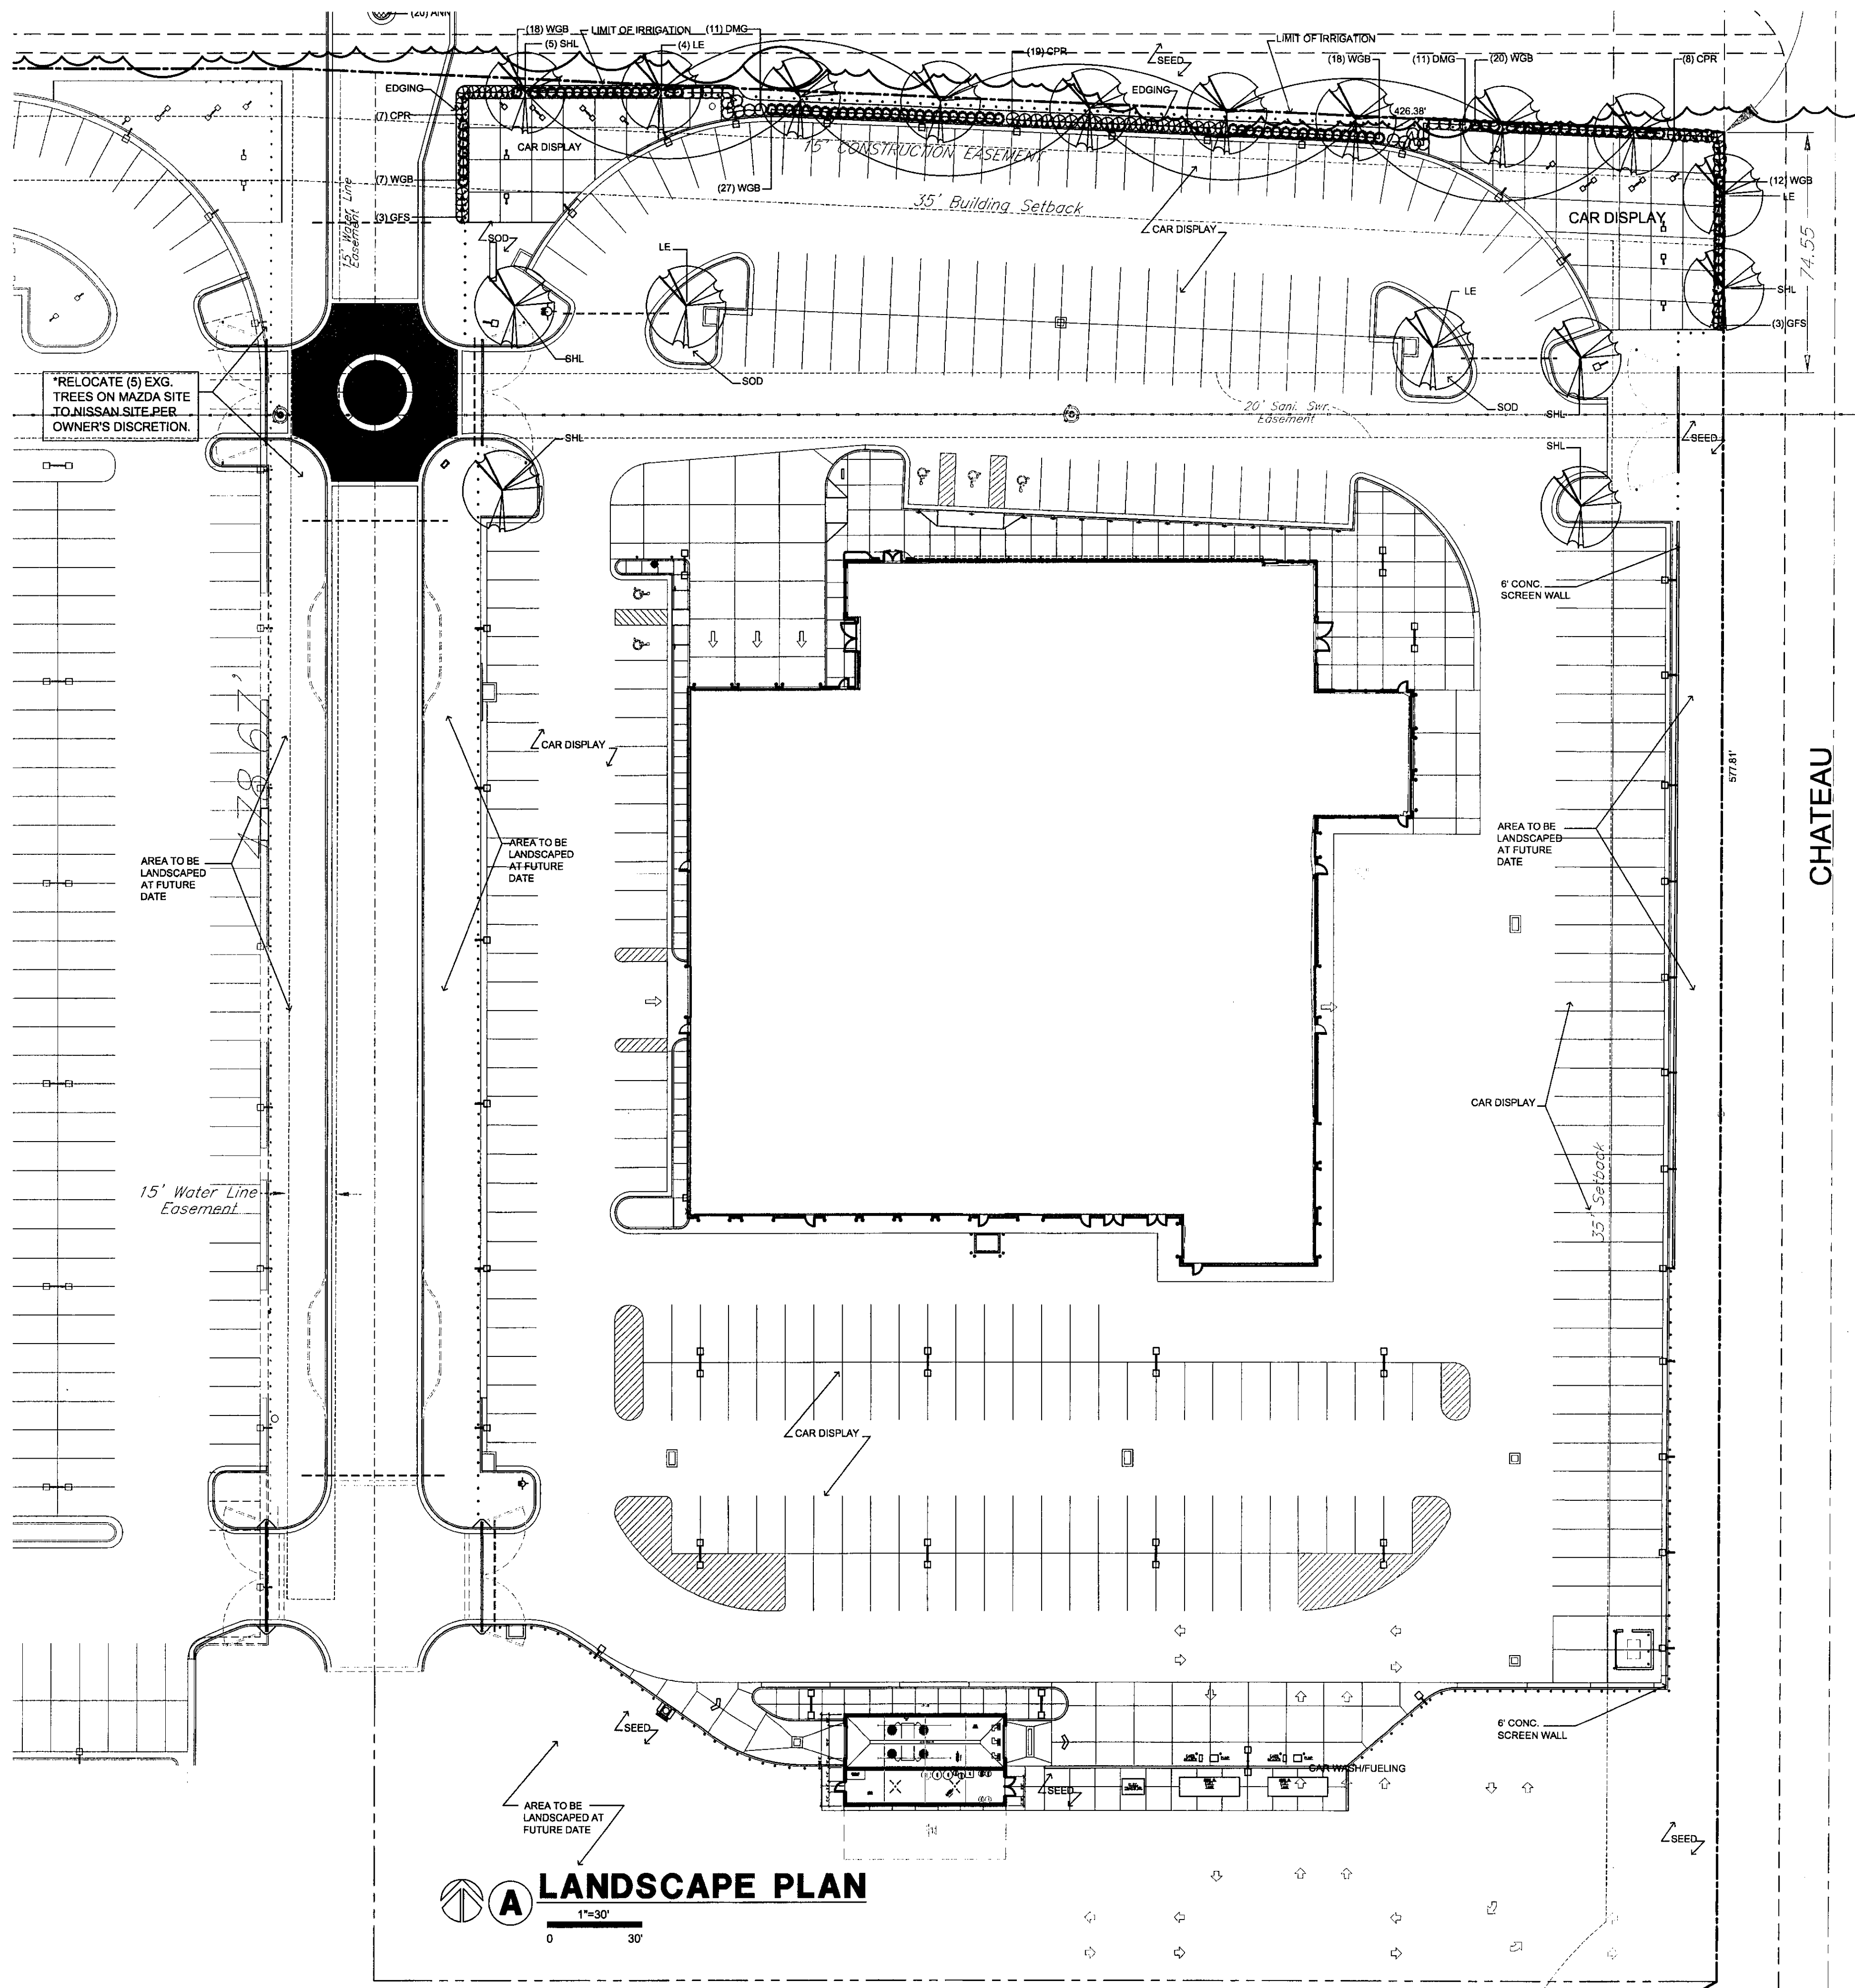 (20) ANN
(18) WGB
LIMIT OF IRRIGATION
(11) DMG
(5) SHL
(4) LE
(19) CPR
SEED
LIMIT OF IRRIGATION
(18) WGB
(11) DMG
(20) WGB
(8) CPR
EDGING
EDGING
(7) CPR
426.38'
CAR DISPLAY
15' CONSTRUCTION EASEMENT
(7) WGB
(27) WGB
(12) WGB
LE
35' Building Setback
(3) GFS
CAR DISPLAY
CAR DISPLAY
15' Water Line
Easement
SOD
LE
74.55
LE
SHL
(3) GFS
SHL
SOD
*RELOCATE (5) EXG.
TREES ON MAZDA SITE
TO NISSAN SITE PER
OWNER'S DISCRETION.
20' Sani. Swr.
Easement
SOD
SHL
SHL
SHL
SEED
6' CONC.
SCREEN WALL
478.67'
CAR DISPLAY
577.81'
CHATEAU
AREA TO BE
LANDSCAPED
AT FUTURE
DATE
AREA TO BE
LANDSCAPED
AT FUTURE
DATE
AREA TO BE
LANDSCAPED
AT FUTURE
DATE
CAR DISPLAY
15' Water Line
Easement
35' Setback
CAR DISPLAY
SEED
6' CONC.
SCREEN WALL
CAR WASH/FUELING
SEED
AREA TO BE
LANDSCAPED AT
FUTURE DATE
SEED
A
LANDSCAPE PLAN
1"=30'
0 30'